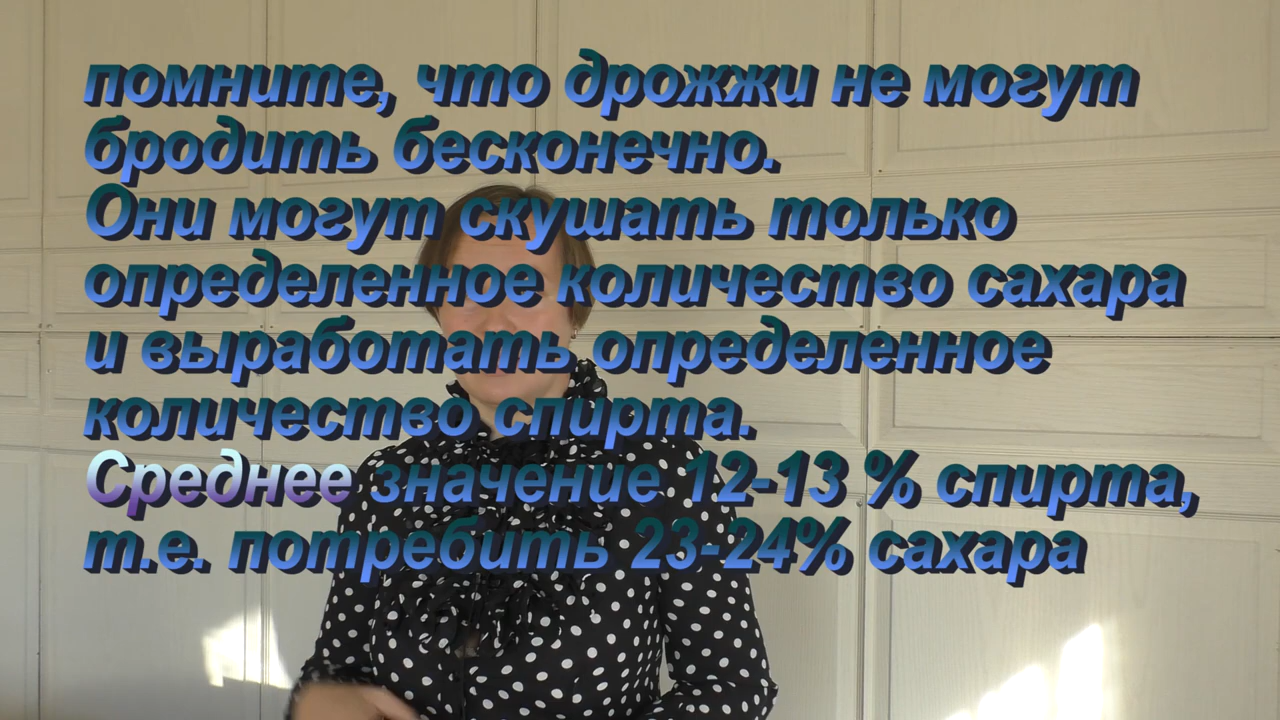 помните, что дрожжи не могут
бродить бесконечно.
Они могут скушать только
определенное количество сахара
и выработать определенное
количество спирта.
Среднее значение 12-13 % спирта,
т.е. потребить 23-24% сахара